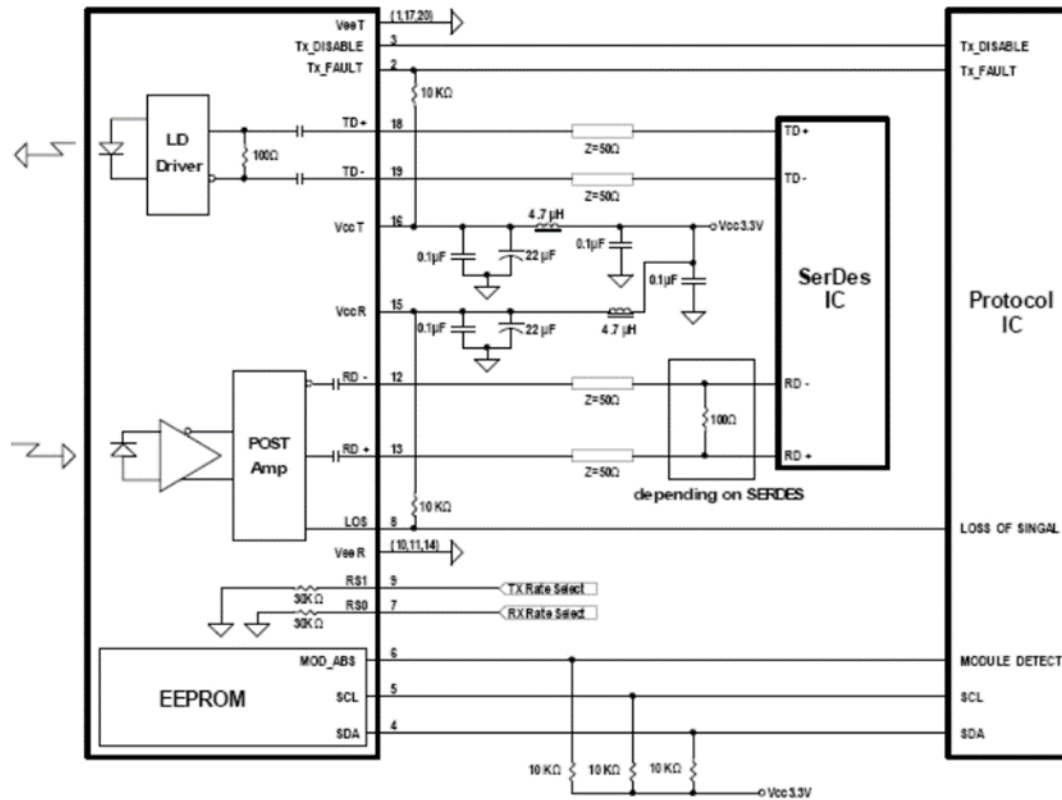 VeeT (1,17,20)
Tx_DISABLE 3 Tx_DISABLE
Tx_FAULT 2 Tx_FAULT
10 KΩ
LD
Driver
100Ω
TD+ 18 Z=50Ω TD+
TD- 19 Z=50Ω TD-
VccT 16 4.7 µH Vcc3.3V
0.1µF 22 µF 0.1µF 0.1µF
SerDes
IC
Protocol
IC
VccR 15
0.1µF 22 µF 4.7 µH
RD - 12 Z=50Ω RD -
100Ω
POST
Amp
RD + 13 Z=50Ω RD +
depending on SERDES
10 KΩ
LOS 8 LOSS OF SINGAL
VeeR (10,11,14)
RS1 9 TX Rate Select
30KΩ
RS0 7 RX Rate Select
30KΩ
EEPROM
MOD_ABS 6 MODULE DETECT
SCL 5 SCL
SDA 4 SDA
10 KΩ 10 KΩ 10 KΩ
Vcc3.3V